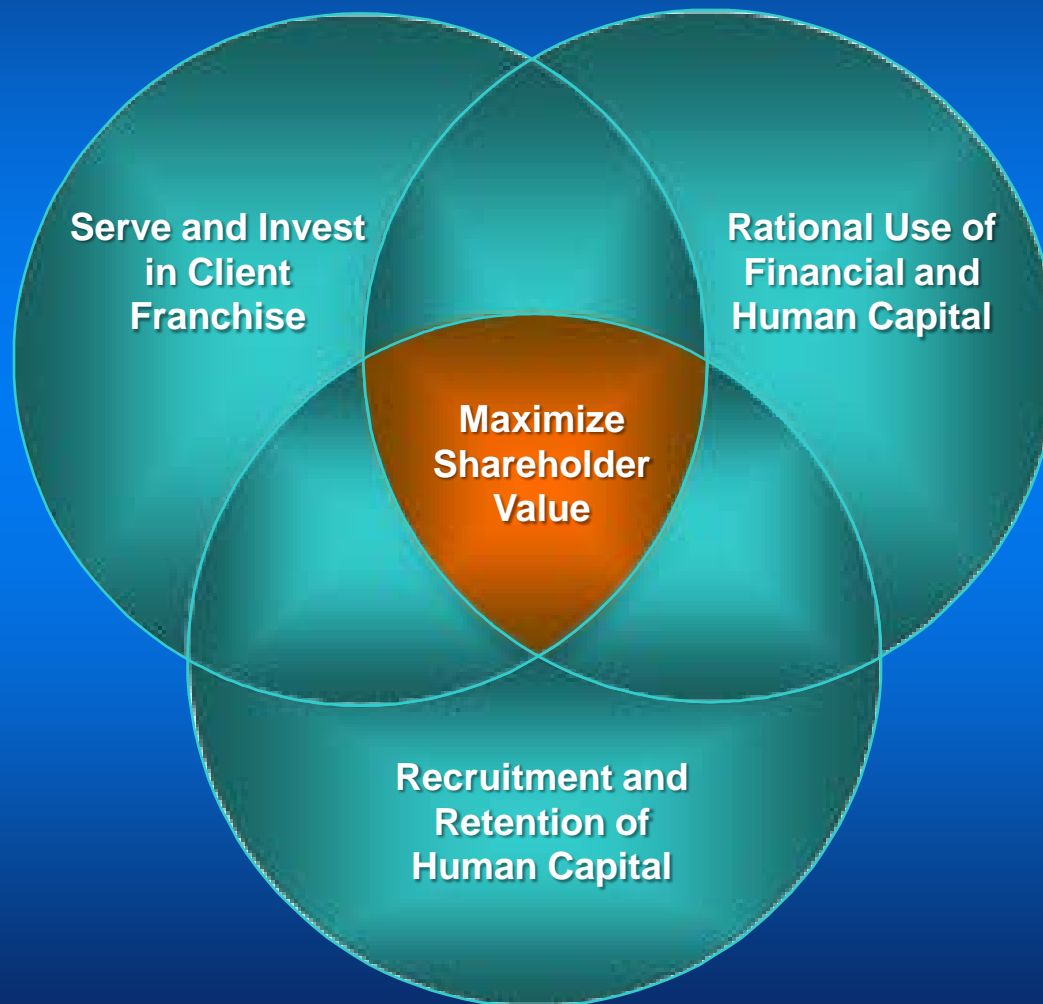 Serve and Invest
in Client
Franchise
Rational Use of
Financial and
Human Capital
Maximize
Shareholder
Value
Recruitment and
Retention of
Human Capital